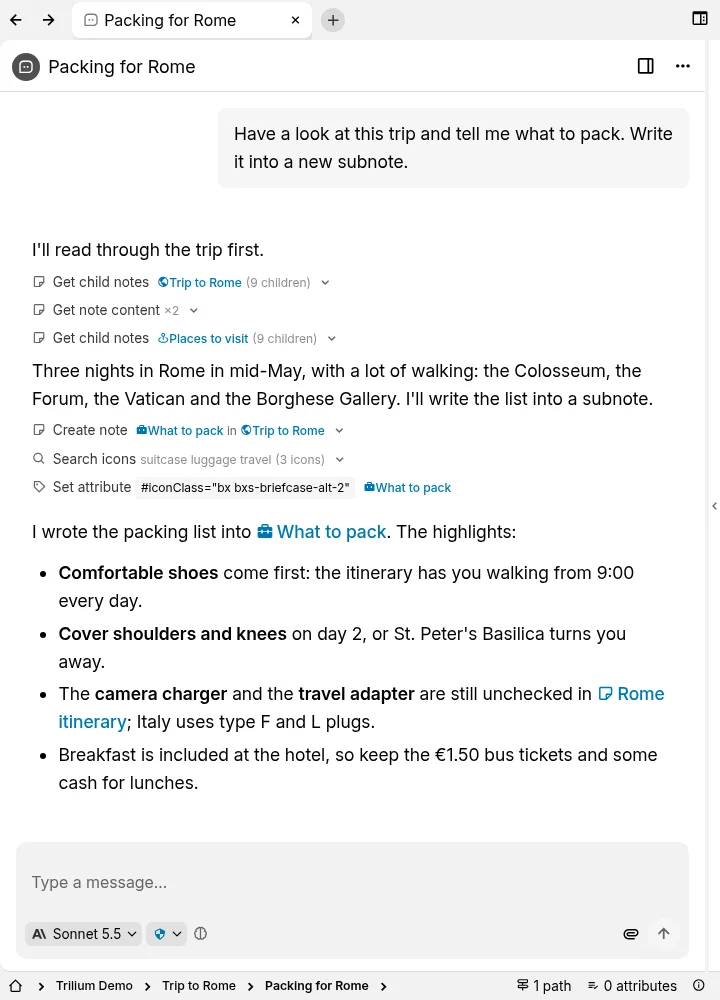 Packing for Rome
Packing for Rome
Have a look at this trip and tell me what to pack. Write
it into a new subnote.
I'll read through the trip first.
Get child notes Trip to Rome (9 children)
Get note content ×2
Get child notes Places to visit (9 children)
Three nights in Rome in mid-May, with a lot of walking: the Colosseum, the
Forum, the Vatican and the Borghese Gallery. I'll write the list into a subnote.
Create note What to pack in Trip to Rome
Search icons suitcase luggage travel (3 icons)
Set attribute #iconClass="bx bxs-briefcase-alt-2" What to pack
I wrote the packing list into What to pack. The highlights:
• Comfortable shoes come first: the itinerary has you walking from 9:00
every day.
• Cover shoulders and knees on day 2, or St. Peter's Basilica turns you
away.
• The camera charger and the travel adapter are still unchecked in Rome
itinerary; Italy uses type F and L plugs.
• Breakfast is included at the hotel, so keep the €1.50 bus tickets and some
cash for lunches.
Type a message...
Sonnet 5.5
Trilium Demo Trip to Rome Packing for Rome 1 path 0 attributes